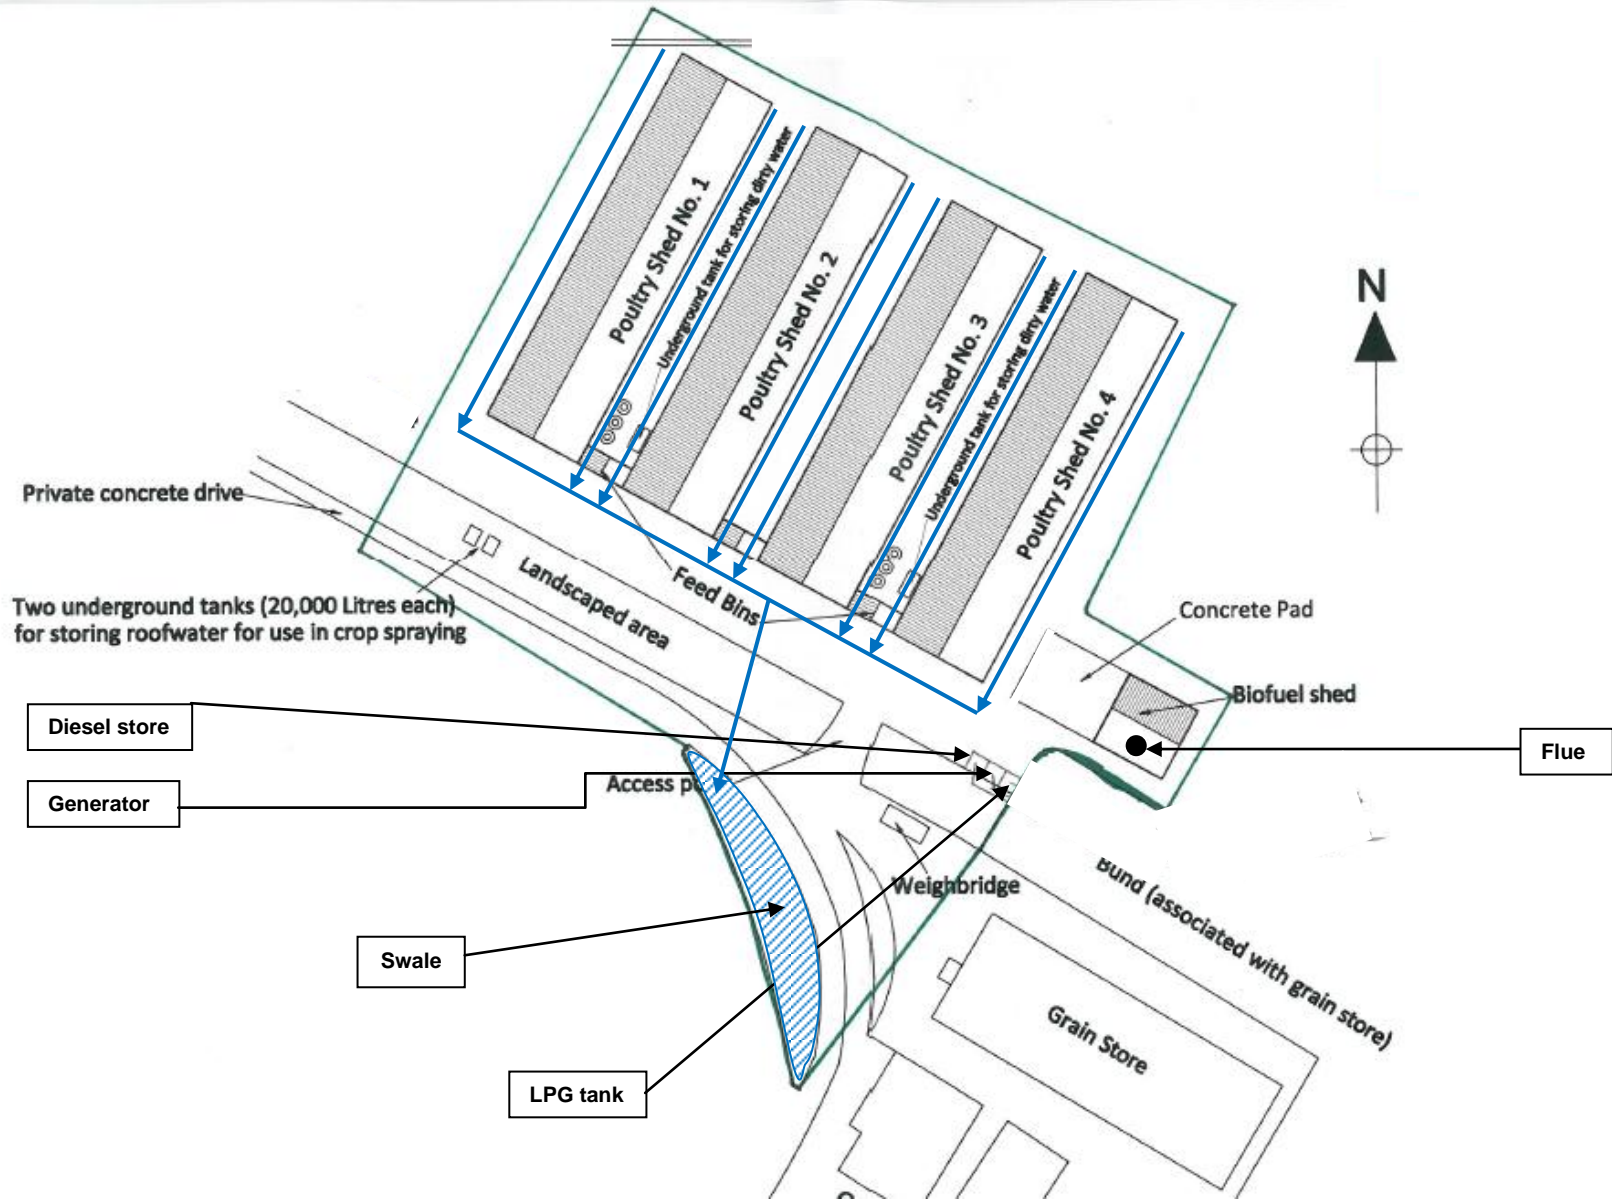 Poultry Shed No. 1
Underground tank for storing dirty water
Poultry Shed No. 2
Poultry Shed No. 3
Underground tank for storing dirty water
Poultry Shed No. 4
N
Private concrete drive
Two underground tanks (20,000 Litres each)
for storing roofwater for use in crop spraying
Landscaped area
Feed Bins
Concrete Pad
Biofuel shed
Diesel store
Flue
Generator
Access
Weighbridge
Bund (associated with grain store)
Swale
Grain Store
LPG tank